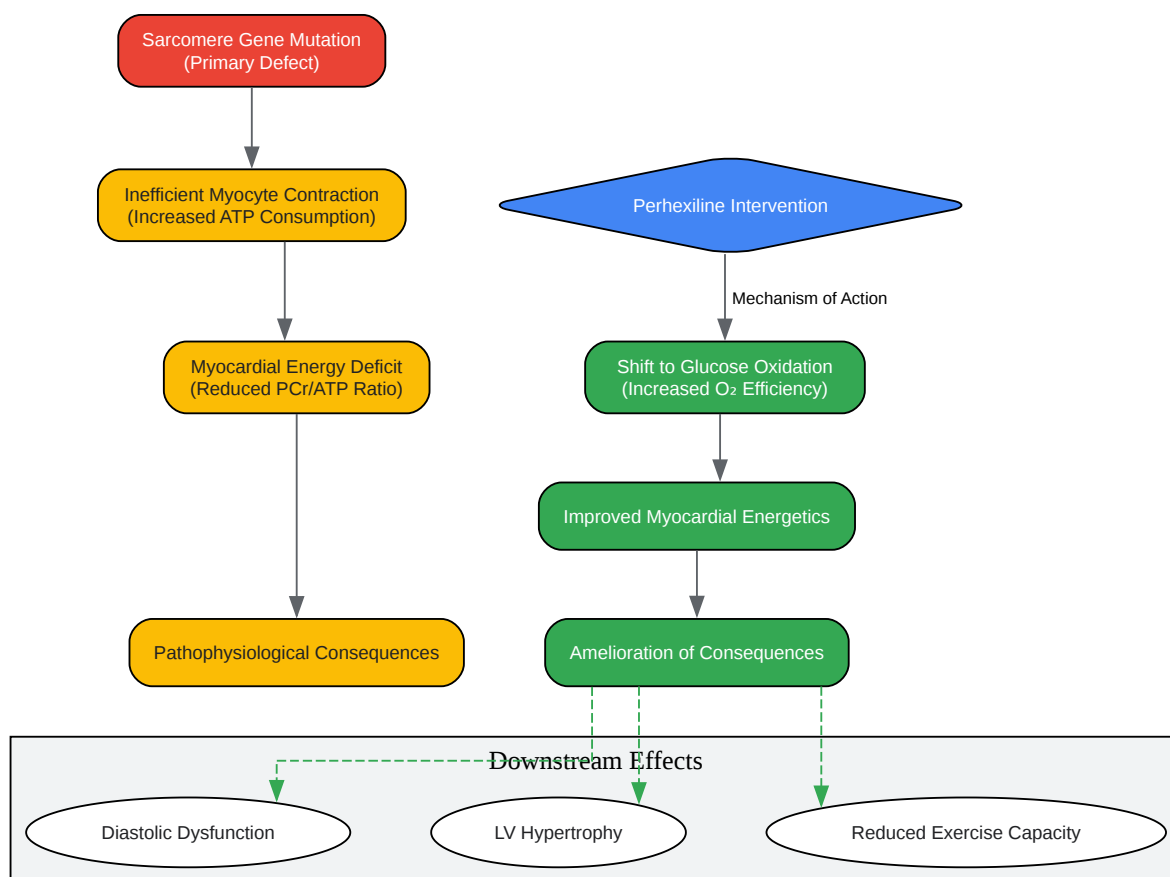 Sarcomere Gene Mutation
(Primary Defect)
Inefficient Myocyte Contraction
(Increased ATP Consumption)
Perhexiline Intervention
Mechanism of Action
Myocardial Energy Deficit
(Reduced PCr/ATP Ratio)
Shift to Glucose Oxidation
(Increased O₂ Efficiency)
Improved Myocardial Energetics
Pathophysiological Consequences
Amelioration of Consequences
Downstream Effects
Diastolic Dysfunction
LV Hypertrophy
Reduced Exercise Capacity